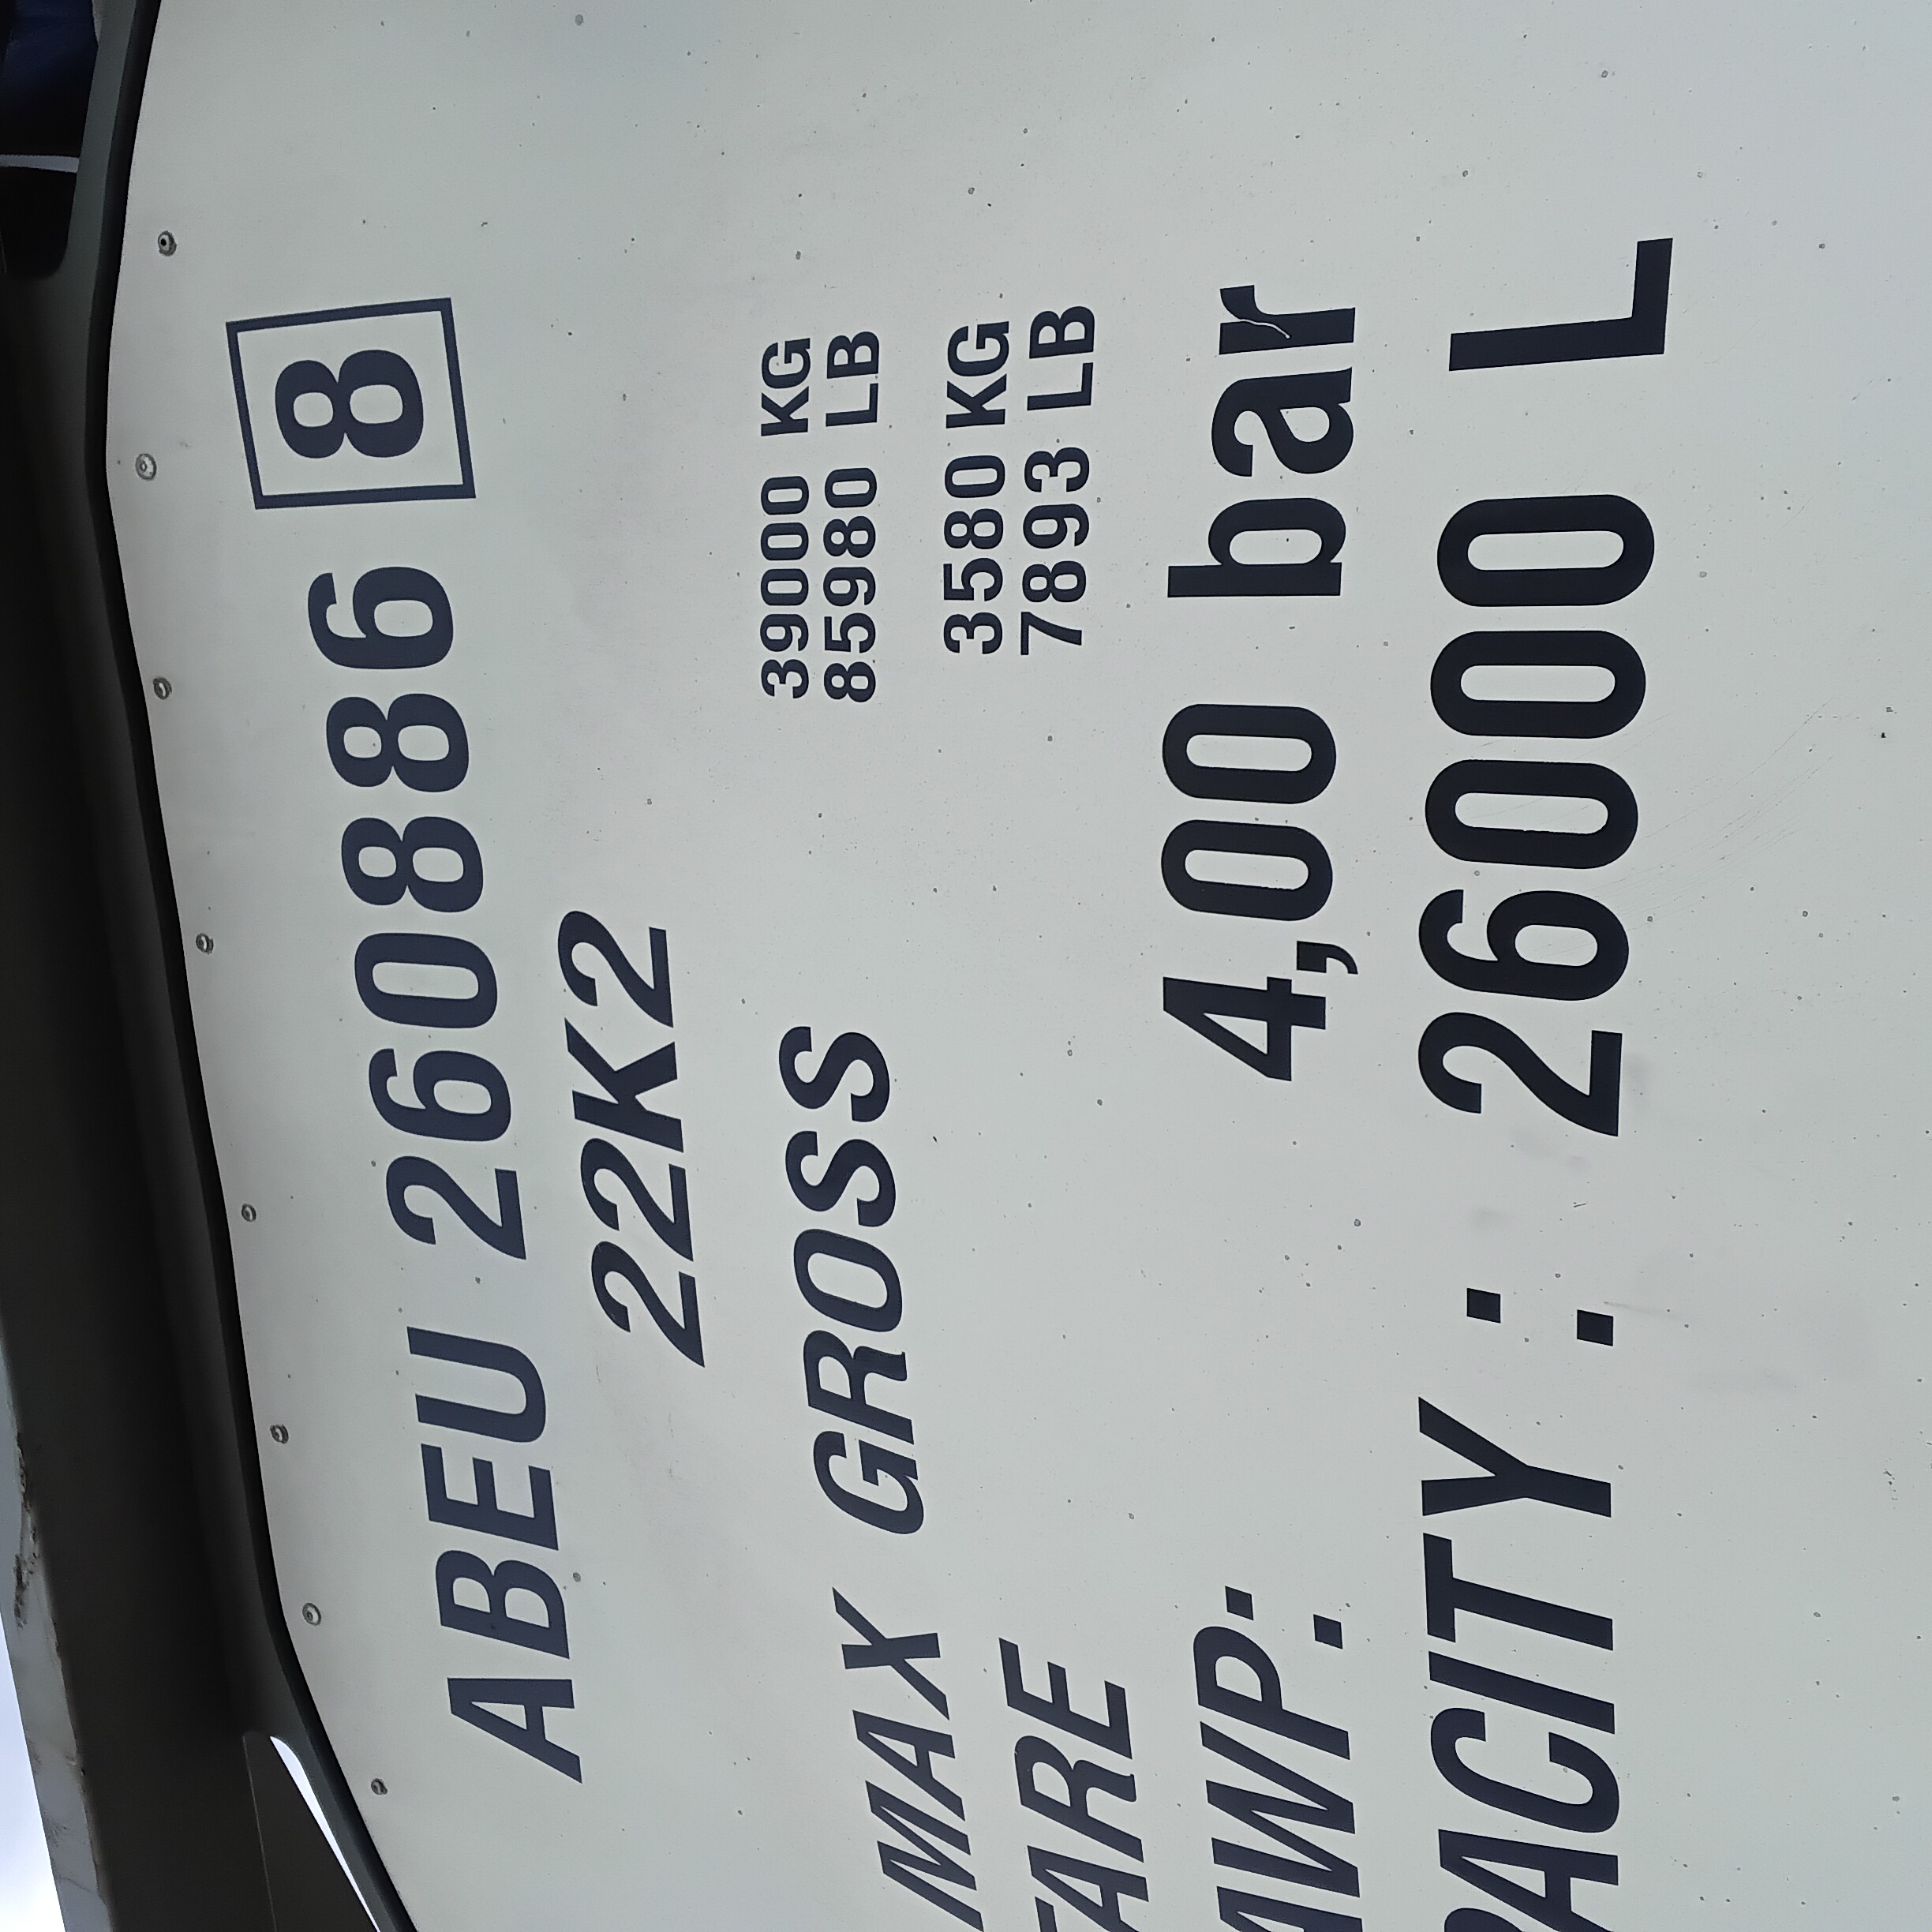 ABEU 260886 8
22K2
MAX GROSS 39000 KG
85980 LB
TARE 3580 KG
7893 LB
AWP: 4,00 bar
PACITY : 26000 L